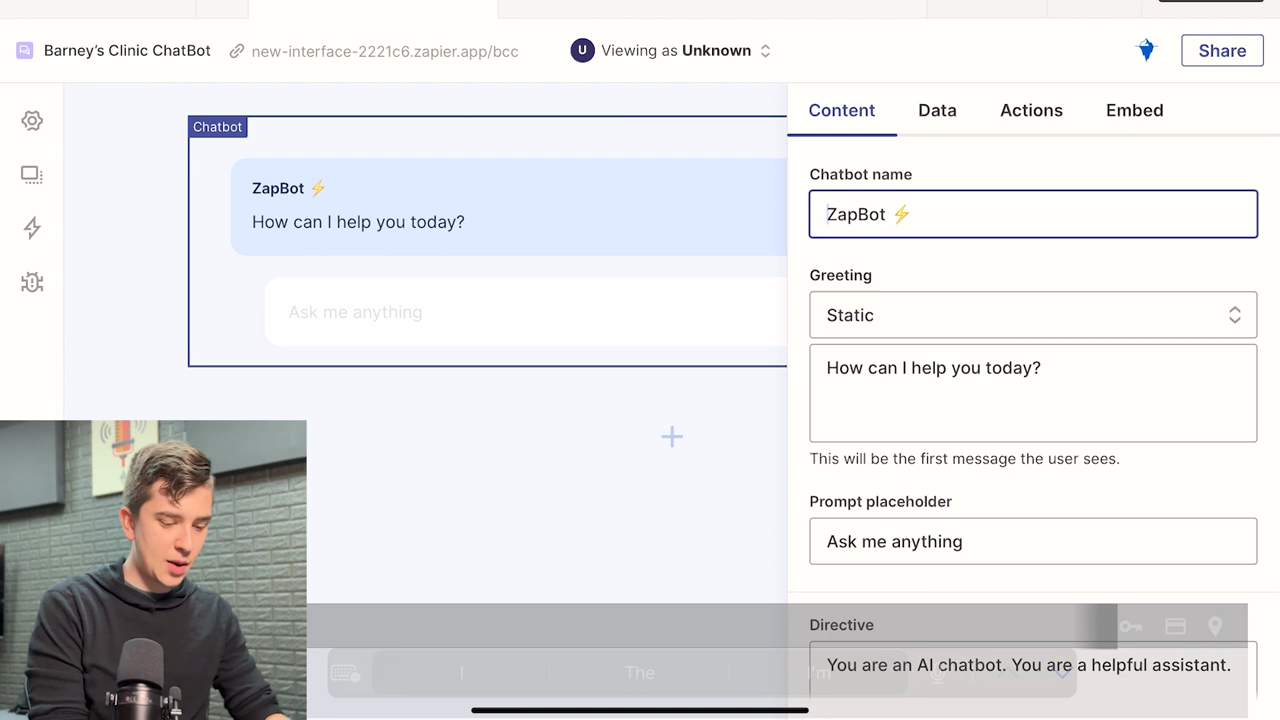 Barney's Clinic ChatBot
new-interface-2221c6.zapier.app/bcc
U
Viewing as Unknown
Share
Content
Data
Actions
Embed
Chatbot
ZapBot ⚡
How can I help you today?
Ask me anything
Chatbot name
ZapBot ⚡
Greeting
Static
How can I help you today?
This will be the first message the user sees.
Prompt placeholder
Ask me anything
Directive
You are an AI chatbot. You are a helpful assistant.
I
The
I'm